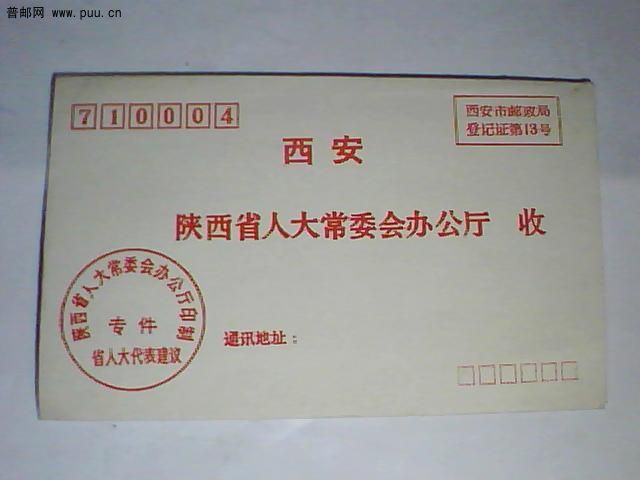 普邮网 www.puu.cn
710004
西安市邮政局
登记证第13号
西安
陕西省人大常委会办公厅 收
陕西省人大常委会办公厅印制
专件
省人大代表建议
通讯地址：